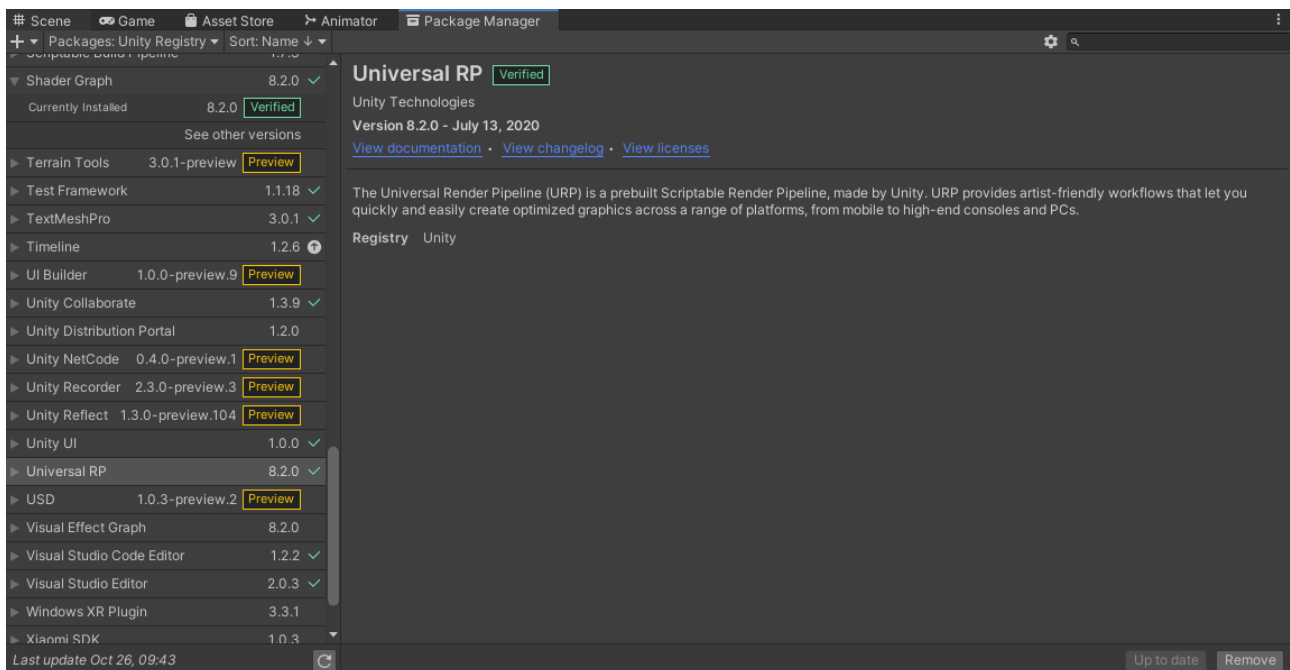 Scene Game Asset Store Animator Package Manager
Packages: Unity Registry Sort: Name ↓
Scriptable Build Pipeline 1.7.3
Shader Graph 8.2.0
Currently Installed 8.2.0 Verified
See other versions
Terrain Tools 3.0.1-preview Preview
Test Framework 1.1.18
TextMeshPro 3.0.1
Timeline 1.2.6
UI Builder 1.0.0-preview.9 Preview
Unity Collaborate 1.3.9
Unity Distribution Portal 1.2.0
Unity NetCode 0.4.0-preview.1 Preview
Unity Recorder 2.3.0-preview.3 Preview
Unity Reflect 1.3.0-preview.104 Preview
Unity UI 1.0.0
Universal RP 8.2.0
USD 1.0.3-preview.2 Preview
Visual Effect Graph 8.2.0
Visual Studio Code Editor 1.2.2
Visual Studio Editor 2.0.3
Windows XR Plugin 3.3.1
Xiaomi SDK 1.0.3
Last update Oct 26, 09:43
Universal RP Verified
Unity Technologies
Version 8.2.0 - July 13, 2020
View documentation • View changelog • View licenses
The Universal Render Pipeline (URP) is a prebuilt Scriptable Render Pipeline, made by Unity. URP provides artist-friendly workflows that let you
quickly and easily create optimized graphics across a range of platforms, from mobile to high-end consoles and PCs.
Registry Unity
Up to date Remove